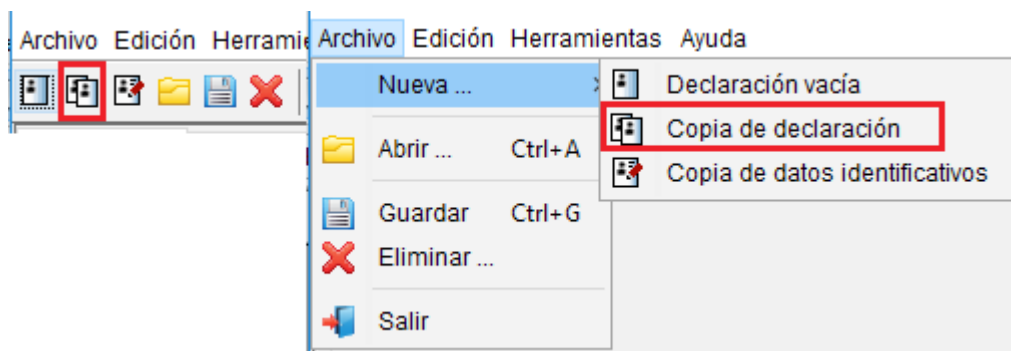 Archivo Edición Herramie
Archivo Edición Herramientas Ayuda
Nueva ... ›
Declaración vacía
Copia de declaración
Copia de datos identificativos
Abrir ... Ctrl+A
Guardar Ctrl+G
Eliminar ...
Salir